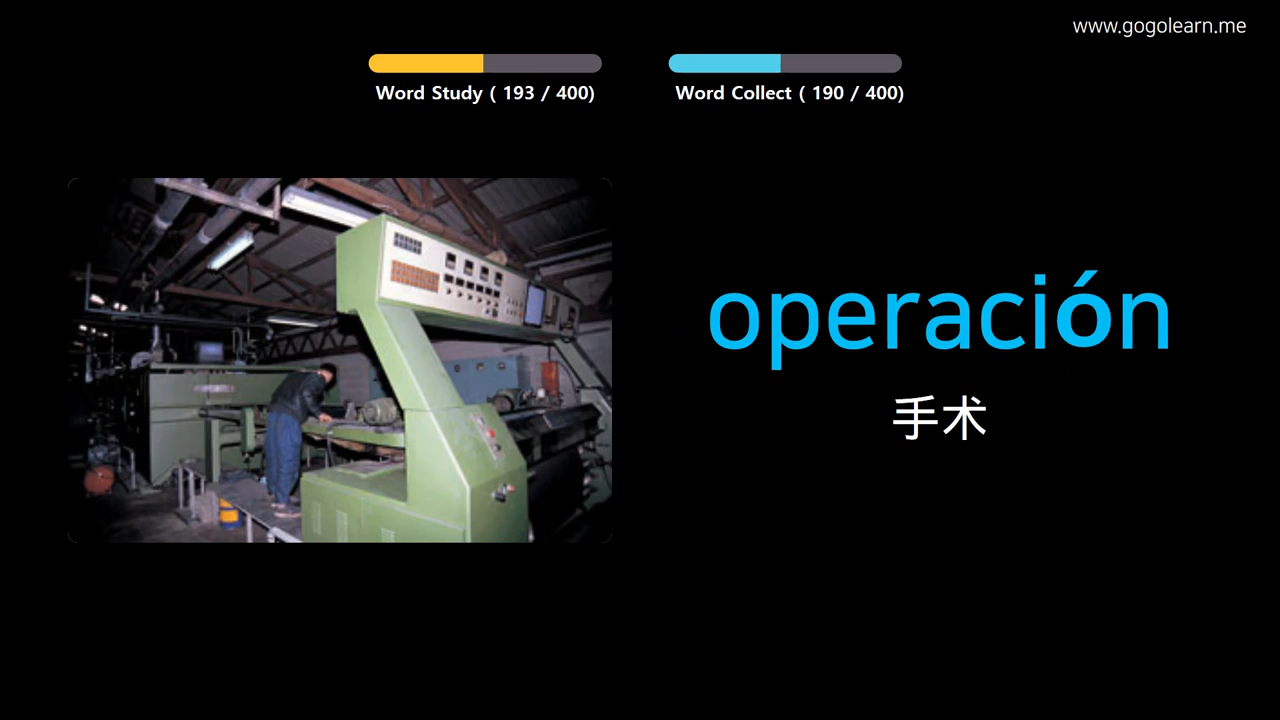 www.gogolearn.me
Word Study ( 193 / 400)
Word Collect ( 190 / 400)
operación
手术